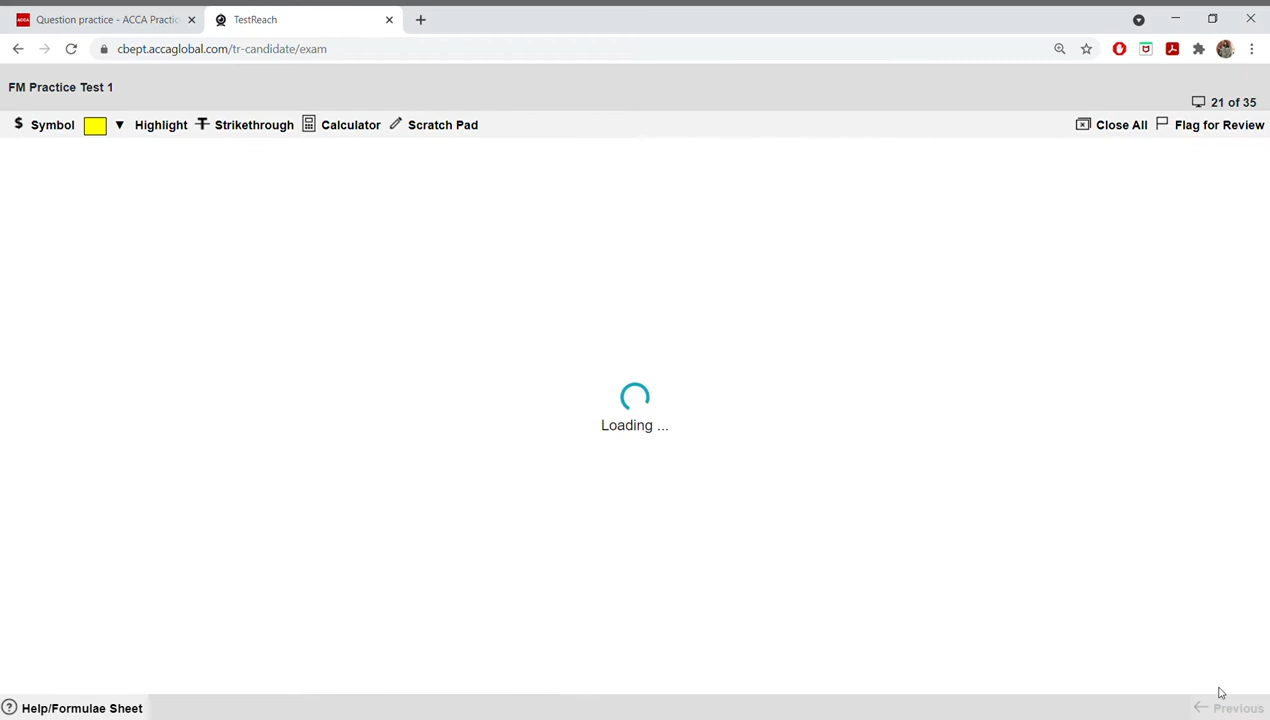 Question practice - ACCA Practic
TestReach
cbept.accaglobal.com/tr-candidate/exam
FM Practice Test 1
21 of 35
$ Symbol Highlight Strikethrough Calculator Scratch Pad Close All Flag for Review
Loading ...
Help/Formulae Sheet
Previous